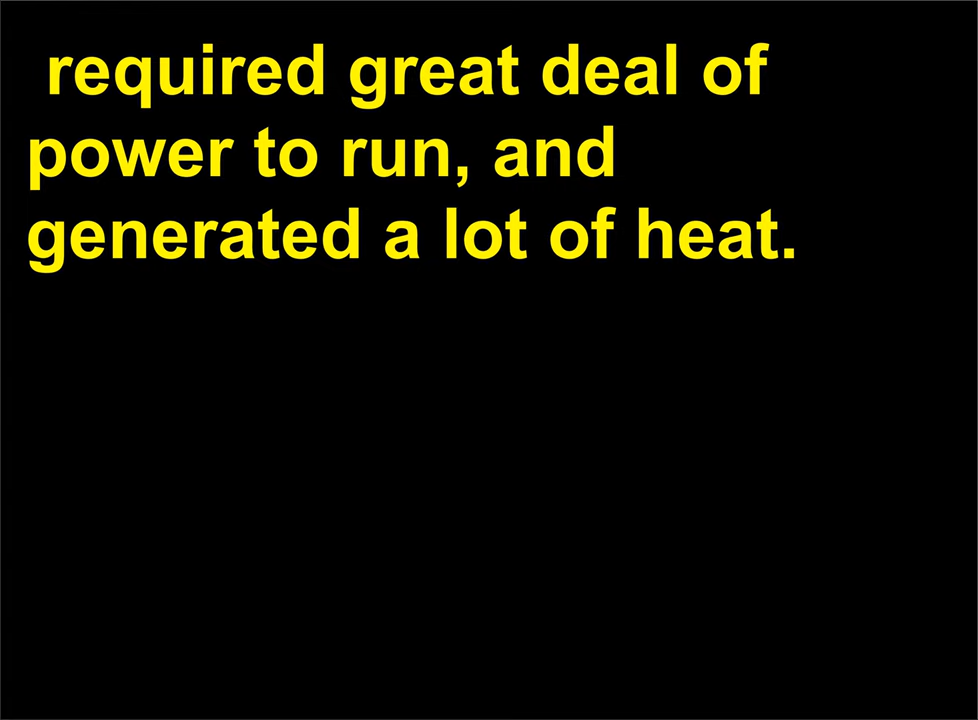 required great deal of
power to run, and
generated a lot of heat.